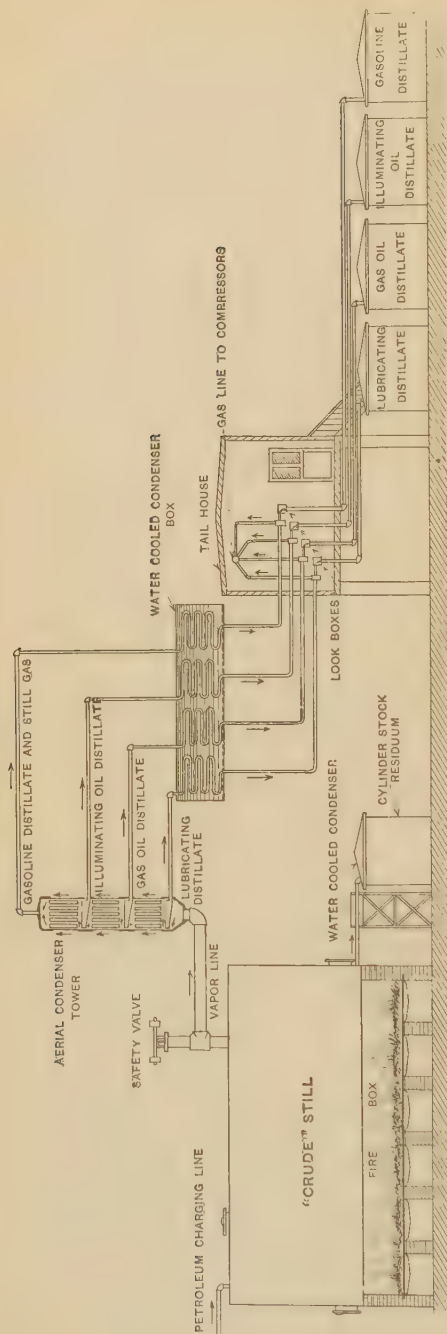 PETROLEUM CHARGING LINE
"CRUDE" STILL
FIRE BOX
SAFETY VALVE
VAPOR LINE
AERIAL CONDENSER
TOWER
GASOLINE DISTILLATE AND STILL GAS
ILLUMINATING OIL DISTILLATE
GAS OIL DISTILLATE
LUBRICATING
DISTILLATE
WATER COOLED CONDENSER
CYLINDER STOCK
RESIDUUM
WATER COOLED CONDENSER
BOX
TAIL HOUSE
GAS LINE TO COMPRESSORS
LOOK BOXES
LUBRICATING
DISTILLATE
GAS OIL
DISTILLATE
ILLUMINATING
OIL
DISTILLATE
GASOLINE
DISTILLATE